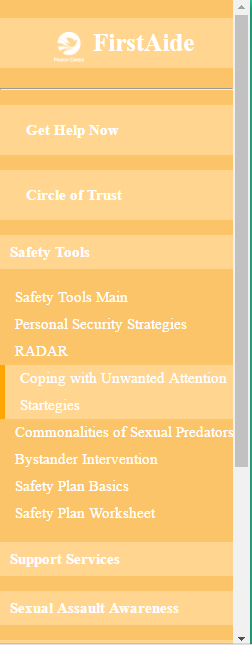 FirstAide
Get Help Now
Circle of Trust
Safety Tools
Safety Tools Main
Personal Security Strategies
RADAR
Coping with Unwanted Attention
Startegies
Commonalities of Sexual Predators
Bystander Intervention
Safety Plan Basics
Safety Plan Worksheet
Support Services
Sexual Assault Awareness